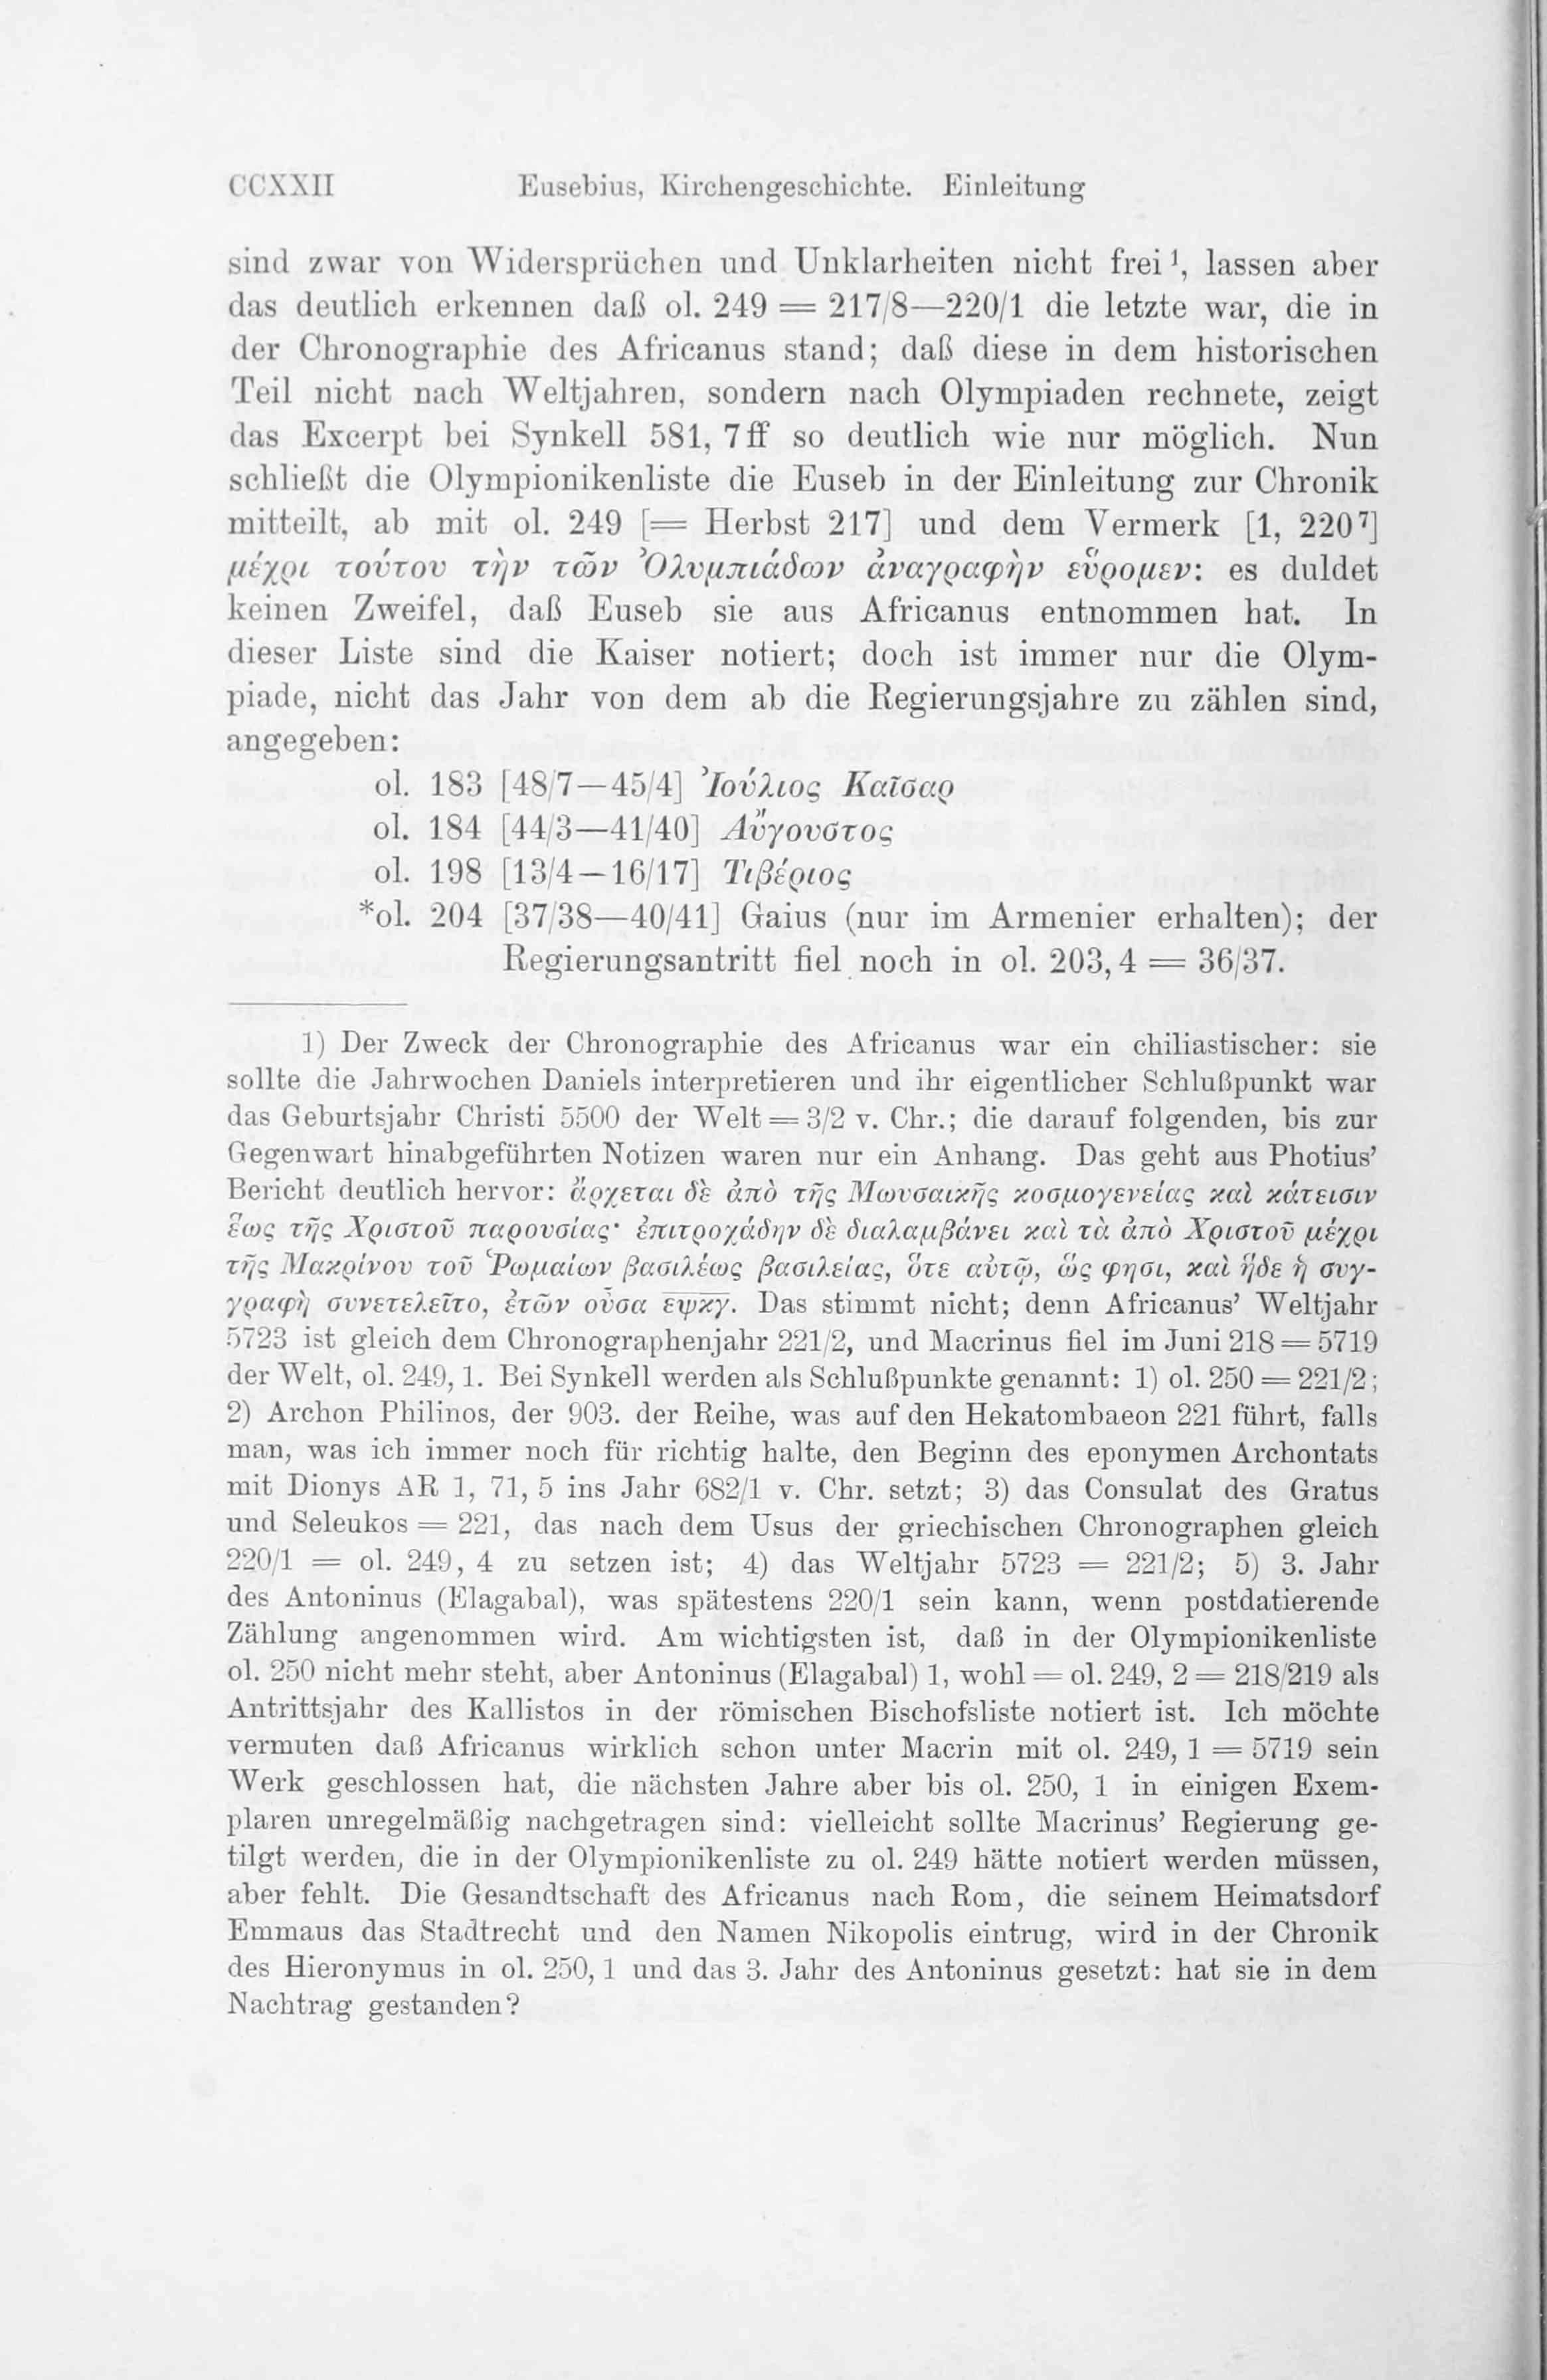 CCXXII Eusebius, Kirchengeschichte. Einleitung
sind zwar von Widersprüchen und Unklarheiten nicht frei¹, lassen aber
das deutlich erkennen daß ol. 249 = 217/8—220/1 die letzte war, die in
der Chronographie des Africanus stand; daß diese in dem historischen
Teil nicht nach Weltjahren, sondern nach Olympiaden rechnete, zeigt
das Excerpt bei Synkell 581, 7 ff so deutlich wie nur möglich. Nun
schließt die Olympionikenliste die Euseb in der Einleitung zur Chronik
mitteilt, ab mit ol. 249 [= Herbst 217] und dem Vermerk [1, 220⁷]
μέχρι τούτου τὴν τῶν Ὀλυμπιάδων ἀναγραφὴν εὕρομεν: es duldet
keinen Zweifel, daß Euseb sie aus Africanus entnommen hat. In
dieser Liste sind die Kaiser notiert; doch ist immer nur die Olym-
piade, nicht das Jahr von dem ab die Regierungsjahre zu zählen sind,
angegeben:
ol. 183 [48/7—45/4] Ἰούλιος Καῖσαρ
ol. 184 [44/3—41/40] Αὔγουστος
ol. 198 [13/4—16/17] Τιβέριος
*ol. 204 [37/38—40/41] Gaius (nur im Armenier erhalten); der
Regierungsantritt fiel noch in ol. 203, 4 = 36/37.
1) Der Zweck der Chronographie des Africanus war ein chiliastischer: sie
sollte die Jahrwochen Daniels interpretieren und ihr eigentlicher Schlußpunkt war
das Geburtsjahr Christi 5500 der Welt = 3/2 v. Chr.; die darauf folgenden, bis zur
Gegenwart hinabgeführten Notizen waren nur ein Anhang. Das geht aus Photius’
Bericht deutlich hervor: ἄρχεται δὲ ἀπὸ τῆς Μωυσαικῆς κοσμογενείας καὶ κάτεισιν
ἕως τῆς Χριστοῦ παρουσίας· ἐπιτροχάδην δὲ διαλαμβάνει καὶ τὰ ἀπὸ Χριστοῦ μέχρι
τῆς Μακρίνου τοῦ Ῥωμαίων βασιλέως βασιλείας, ὅτε αὐτῷ, ὥς φησι, καὶ ἥδε ἡ συγ-
γραφὴ συνετελεῖτο, ἐτῶν οὖσα ε̅ψ̅κ̅γ̅. Das stimmt nicht; denn Africanus’ Weltjahr
5723 ist gleich dem Chronographenjahr 221/2, und Macrinus fiel im Juni 218 = 5719
der Welt, ol. 249, 1. Bei Synkell werden als Schlußpunkte genannt: 1) ol. 250 = 221/2;
2) Archon Philinos, der 903. der Reihe, was auf den Hekatombaeon 221 führt, falls
man, was ich immer noch für richtig halte, den Beginn des eponymen Archontats
mit Dionys AR 1, 71, 5 ins Jahr 682/1 v. Chr. setzt; 3) das Consulat des Gratus
und Seleukos = 221, das nach dem Usus der griechischen Chronographen gleich
220/1 = ol. 249, 4 zu setzen ist; 4) das Weltjahr 5723 = 221/2; 5) 3. Jahr
des Antoninus (Elagabal), was spätestens 220/1 sein kann, wenn postdatierende
Zählung angenommen wird. Am wichtigsten ist, daß in der Olympionikenliste
ol. 250 nicht mehr steht, aber Antoninus (Elagabal) 1, wohl = ol. 249, 2 = 218/219 als
Antrittsjahr des Kallistos in der römischen Bischofsliste notiert ist. Ich möchte
vermuten daß Africanus wirklich schon unter Macrin mit ol. 249, 1 = 5719 sein
Werk geschlossen hat, die nächsten Jahre aber bis ol. 250, 1 in einigen Exem-
plaren unregelmäßig nachgetragen sind: vielleicht sollte Macrinus’ Regierung ge-
tilgt werden, die in der Olympionikenliste zu ol. 249 hätte notiert werden müssen,
aber fehlt. Die Gesandtschaft des Africanus nach Rom, die seinem Heimatsdorf
Emmaus das Stadtrecht und den Namen Nikopolis eintrug, wird in der Chronik
des Hieronymus in ol. 250, 1 und das 3. Jahr des Antoninus gesetzt: hat sie in dem
Nachtrag gestanden?